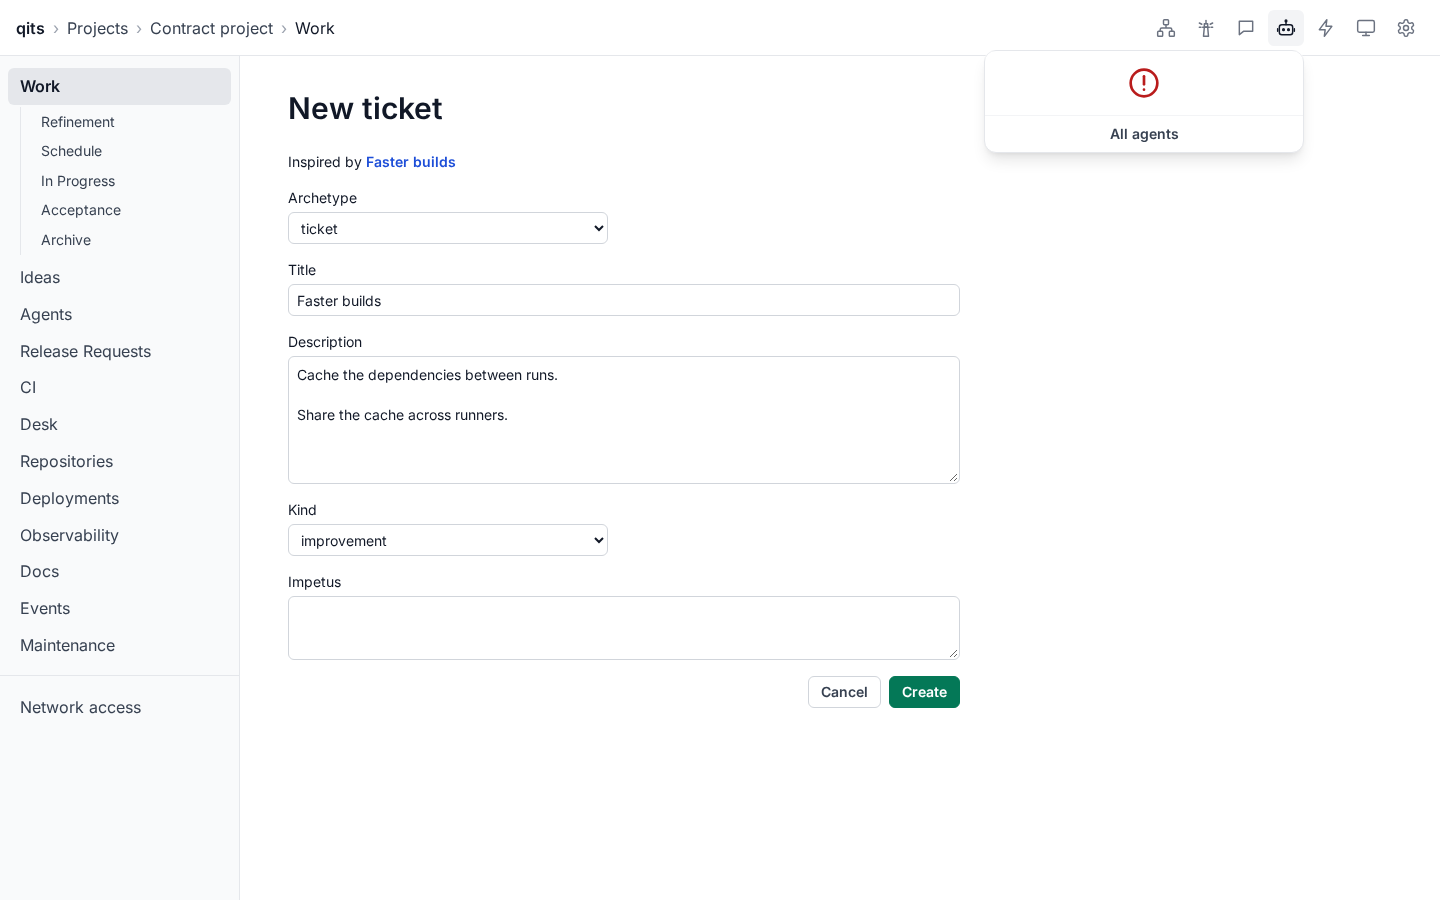 qits › Projects › Contract project › Work
All agents
Work
Refinement
Schedule
In Progress
Acceptance
Archive
Ideas
Agents
Release Requests
CI
Desk
Repositories
Deployments
Observability
Docs
Events
Maintenance
Network access
New ticket
Inspired by Faster builds
Archetype
ticket
Title
Faster builds
Description
Cache the dependencies between runs.
Share the cache across runners.
Kind
improvement
Impetus
Cancel
Create